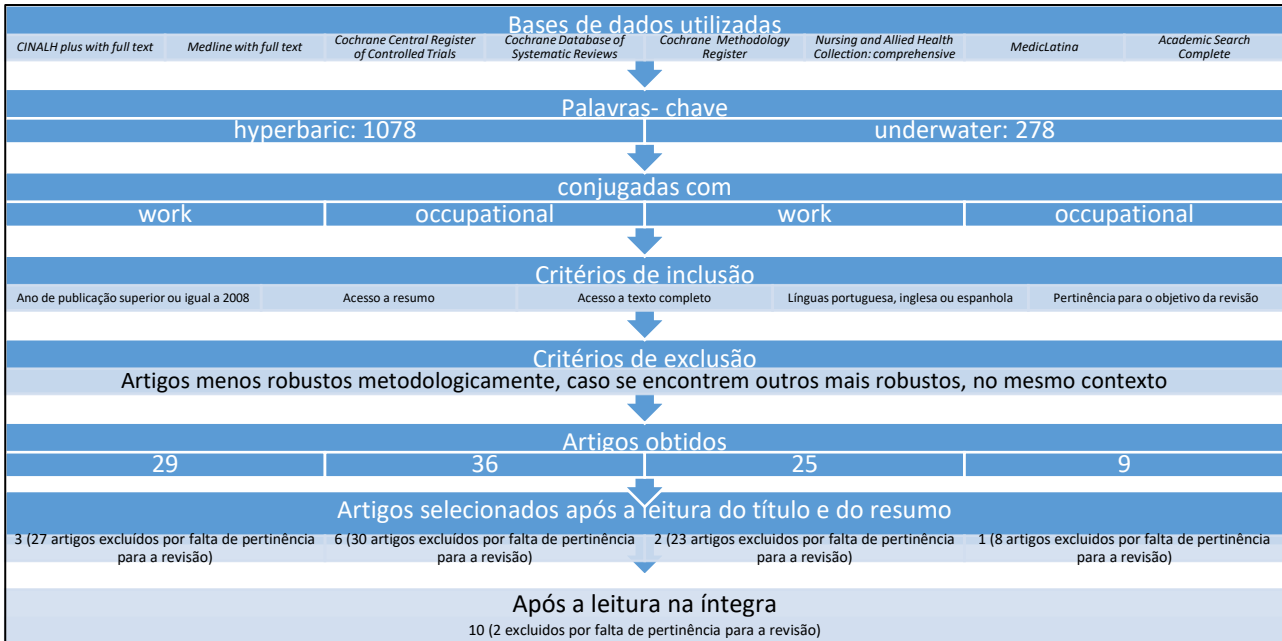 Bases de dados utilizadas
CINALH plus with full text
Medline with full text
Cochrane Central Register
of Controlled Trials
Cochrane Database of
Systematic Reviews
Cochrane Methodology
Register
Nursing and Allied Health
Collection: comprehensive
MedicLatina
Academic Search
Complete
Palavras- chave
hyperbaric: 1078
underwater: 278
conjugadas com
work
occupational
work
occupational
Critérios de inclusão
Ano de publicação superior ou igual a 2008
Acesso a resumo
Acesso a texto completo
Línguas portuguesa, inglesa ou espanhola
Pertinência para o objetivo da revisão
Critérios de exclusão
Artigos menos robustos metodologicamente, caso se encontrem outros mais robustos, no mesmo contexto
Artigos obtidos
29
36
25
9
Artigos selecionados após a leitura do título e do resumo
3 (27 artigos excluídos por falta de pertinência
para a revisão)
6 (30 artigos excluídos por falta de pertinência
para a revisão)
2 (23 artigos excluídos por falta de pertinência
para a revisão)
1 (8 artigos excluidos por falta de pertinência
para a revisão)
Após a leitura na íntegra
10 (2 excluidos por falta de pertinência para a revisão)